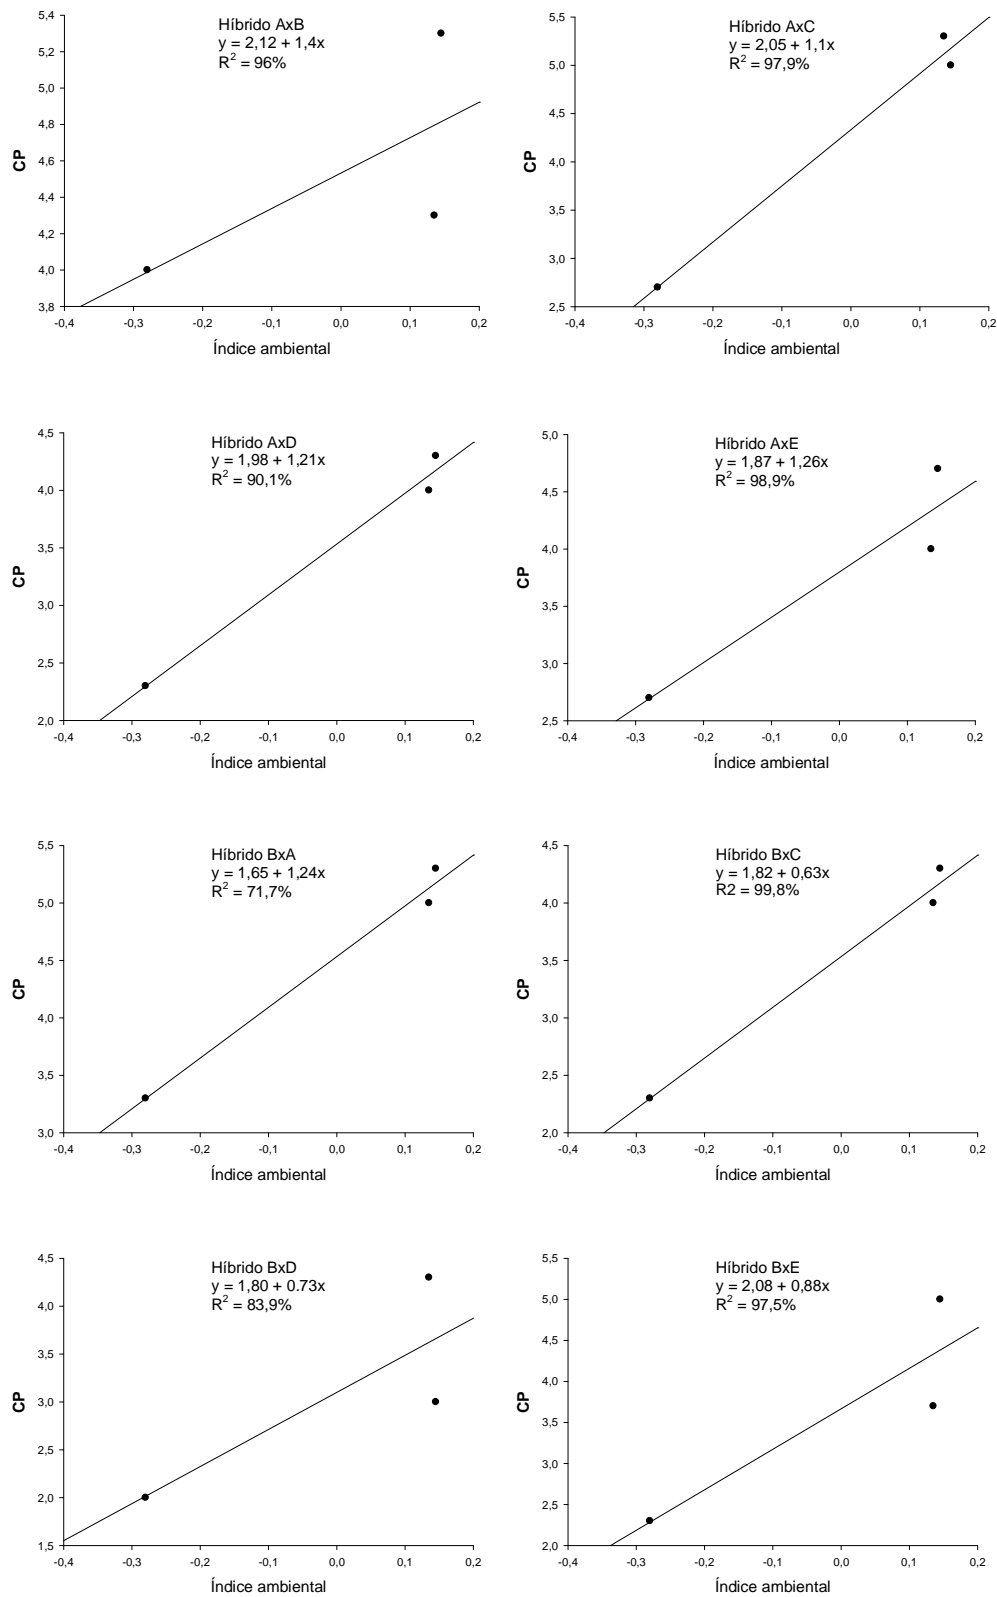 Híbrido AxB
y = 2,12 + 1,4x
R² = 96%
5,4
5,2
5,0
4,8
4,6
4,4
4,2
4,0
3,8
CP
-0,4 -0,3 -0,2 -0,1 0,0 0,1 0,2
Índice ambiental
Híbrido AxC
y = 2,05 + 1,1x
R² = 97,9%
5,5
5,0
4,5
4,0
3,5
3,0
2,5
CP
-0,4 -0,3 -0,2 -0,1 0,0 0,1 0,2
Índice ambiental
Híbrido AxD
y = 1,98 + 1,21x
R² = 90,1%
4,5
4,0
3,5
3,0
2,5
2,0
CP
-0,4 -0,3 -0,2 -0,1 0,0 0,1 0,2
Índice ambiental
Híbrido AxE
y = 1,87 + 1,26x
R² = 98,9%
5,0
4,5
4,0
3,5
3,0
2,5
CP
-0,4 -0,3 -0,2 -0,1 0,0 0,1 0,2
Índice ambiental
Híbrido BxA
y = 1,65 + 1,24x
R² = 71,7%
5,5
5,0
4,5
4,0
3,5
3,0
CP
-0,4 -0,3 -0,2 -0,1 0,0 0,1 0,2
Índice ambiental
Híbrido BxC
y = 1,82 + 0,63x
R2 = 99,8%
4,5
4,0
3,5
3,0
2,5
2,0
CP
-0,4 -0,3 -0,2 -0,1 0,0 0,1 0,2
Índice ambiental
Híbrido BxD
y = 1,80 + 0.73x
R² = 83,9%
4,5
4,0
3,5
3,0
2,5
2,0
1,5
CP
-0,4 -0,3 -0,2 -0,1 0,0 0,1 0,2
Índice ambiental
Híbrido BxE
y = 2,08 + 0,88x
R² = 97,5%
5,5
5,0
4,5
4,0
3,5
3,0
2,5
2,0
CP
-0,4 -0,3 -0,2 -0,1 0,0 0,1 0,2
Índice ambiental